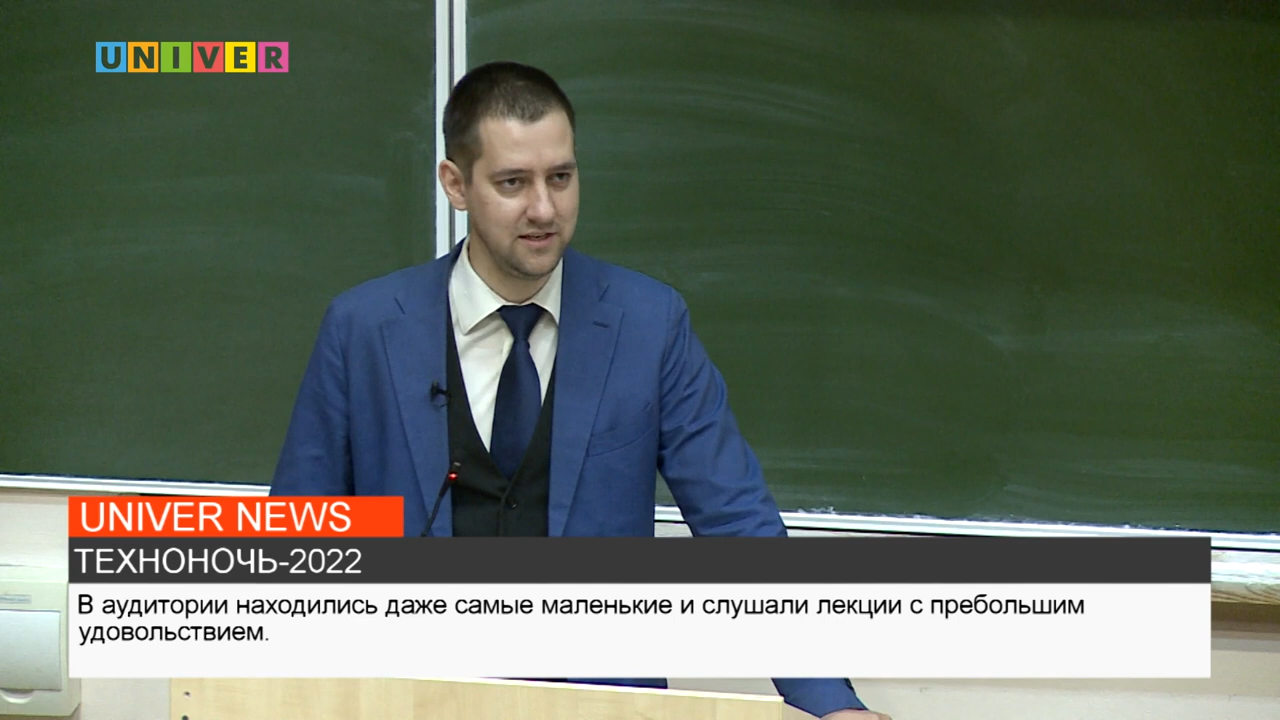 UNIVER
UNIVER NEWS
ТЕХНОНОЧЬ-2022
В аудитории находились даже самые маленькие и слушали лекции с пребольшим
удовольствием.